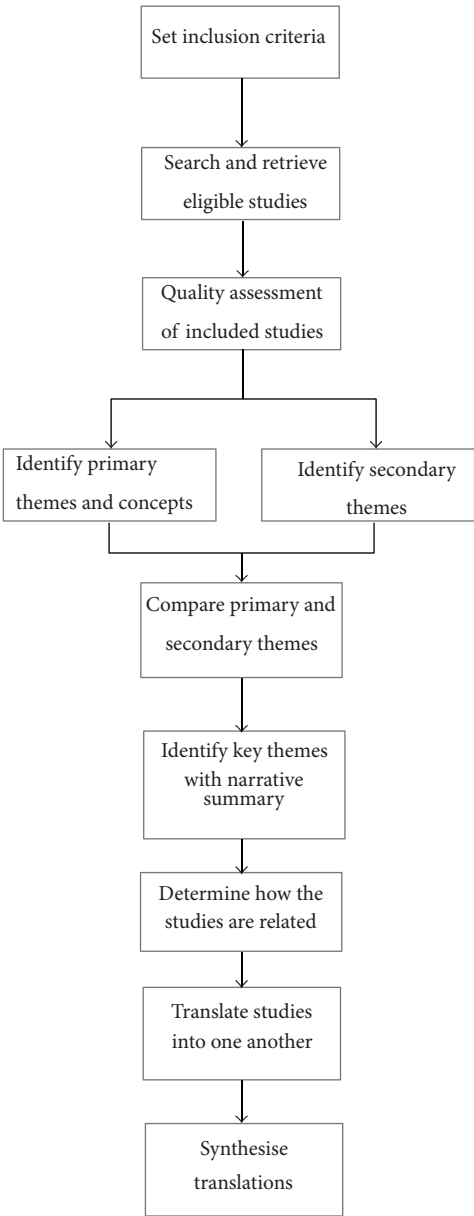 Set inclusion criteria
Search and retrieve
eligible studies
Quality assessment
of included studies
Identify primary
themes and concepts
Identify secondary
themes
Compare primary and
secondary themes
Identify key themes
with narrative
summary
Determine how the
studies are related
Translate studies
into one another
Synthesise
translations